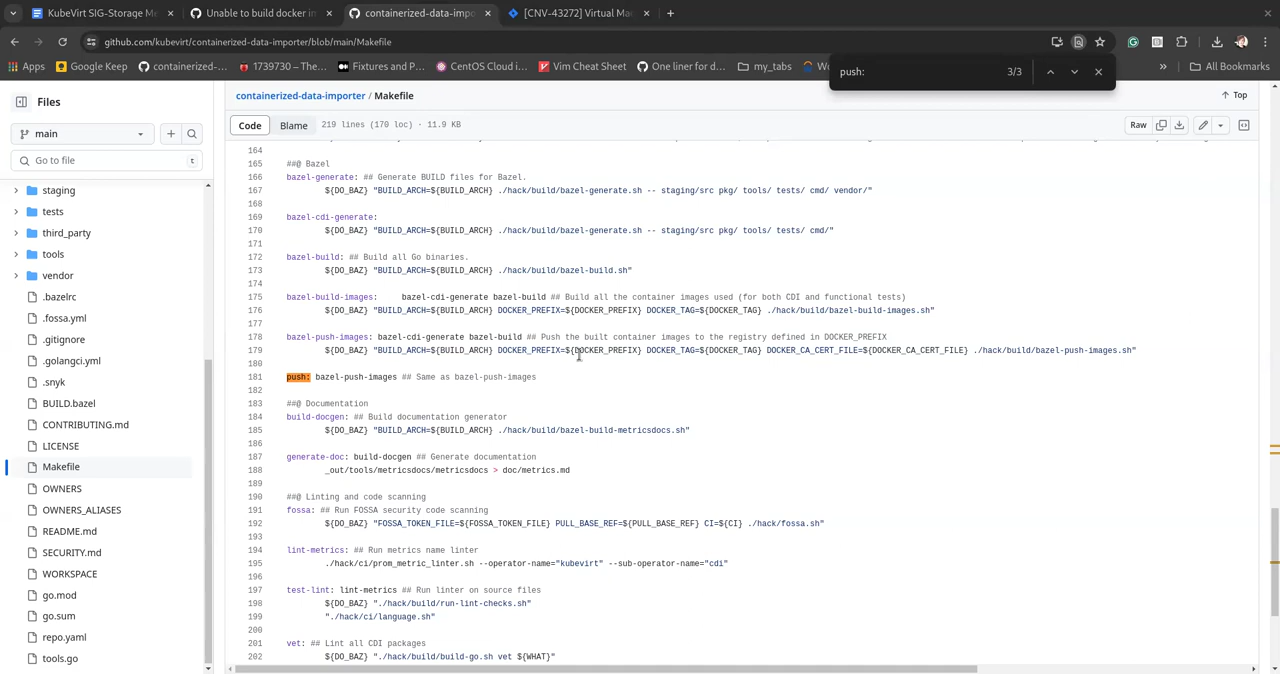 KubeVirt SIG-Storage Me
Unable to build docker im
containerized-data-impo
[CNV-43272] Virtual Ma
github.com/kubevirt/containerized-data-importer/blob/main/Makefile
Apps
Google Keep
containerized-...
1739730 – The...
Fixtures and P...
CentOS Cloud i...
Vim Cheat Sheet
One liner for d...
my_tabs
Wo
All Bookmarks
push:
3/3
Files
main
Go to file
t
staging
tests
third_party
tools
vendor
.bazelrc
.fossa.yml
.gitignore
.golangci.yml
.snyk
BUILD.bazel
CONTRIBUTING.md
LICENSE
Makefile
OWNERS
OWNERS_ALIASES
README.md
SECURITY.md
WORKSPACE
go.mod
go.sum
repo.yaml
tools.go
containerized-data-importer / Makefile
Top
Code
Blame
219 lines (170 loc) · 11.9 KB
Raw
164
165 ##@ Bazel
166 bazel-generate: ## Generate BUILD files for Bazel.
167 ${DO_BAZ} "BUILD_ARCH=${BUILD_ARCH} ./hack/build/bazel-generate.sh -- staging/src pkg/ tools/ tests/ cmd/ vendor/"
168
169 bazel-cdi-generate:
170 ${DO_BAZ} "BUILD_ARCH=${BUILD_ARCH} ./hack/build/bazel-generate.sh -- staging/src pkg/ tools/ tests/ cmd/"
171
172 bazel-build: ## Build all Go binaries.
173 ${DO_BAZ} "BUILD_ARCH=${BUILD_ARCH} ./hack/build/bazel-build.sh"
174
175 bazel-build-images: bazel-cdi-generate bazel-build ## Build all the container images used (for both CDI and functional tests)
176 ${DO_BAZ} "BUILD_ARCH=${BUILD_ARCH} DOCKER_PREFIX=${DOCKER_PREFIX} DOCKER_TAG=${DOCKER_TAG} ./hack/build/bazel-build-images.sh"
177
178 bazel-push-images: bazel-cdi-generate bazel-build ## Push the built container images to the registry defined in DOCKER_PREFIX
179 ${DO_BAZ} "BUILD_ARCH=${BUILD_ARCH} DOCKER_PREFIX=${DOCKER_PREFIX} DOCKER_TAG=${DOCKER_TAG} DOCKER_CA_CERT_FILE=${DOCKER_CA_CERT_FILE} ./hack/build/bazel-push-images.sh"
180
181 push: bazel-push-images ## Same as bazel-push-images
182
183 ##@ Documentation
184 build-docgen: ## Build documentation generator
185 ${DO_BAZ} "BUILD_ARCH=${BUILD_ARCH} ./hack/build/bazel-build-metricsdocs.sh"
186
187 generate-doc: build-docgen ## Generate documentation
188 _out/tools/metricsdocs/metricsdocs > doc/metrics.md
189
190 ##@ Linting and code scanning
191 fossa: ## Run FOSSA security code scanning
192 ${DO_BAZ} "FOSSA_TOKEN_FILE=${FOSSA_TOKEN_FILE} PULL_BASE_REF=${PULL_BASE_REF} CI=${CI} ./hack/fossa.sh"
193
194 lint-metrics: ## Run metrics name linter
195 ./hack/ci/prom_metric_linter.sh --operator-name="kubevirt" --sub-operator-name="cdi"
196
197 test-lint: lint-metrics ## Run linter on source files
198 ${DO_BAZ} "./hack/build/run-lint-checks.sh"
199 "./hack/ci/language.sh"
200
201 vet: ## Lint all CDI packages
202 ${DO_BAZ} "./hack/build/build-go.sh vet ${WHAT}"